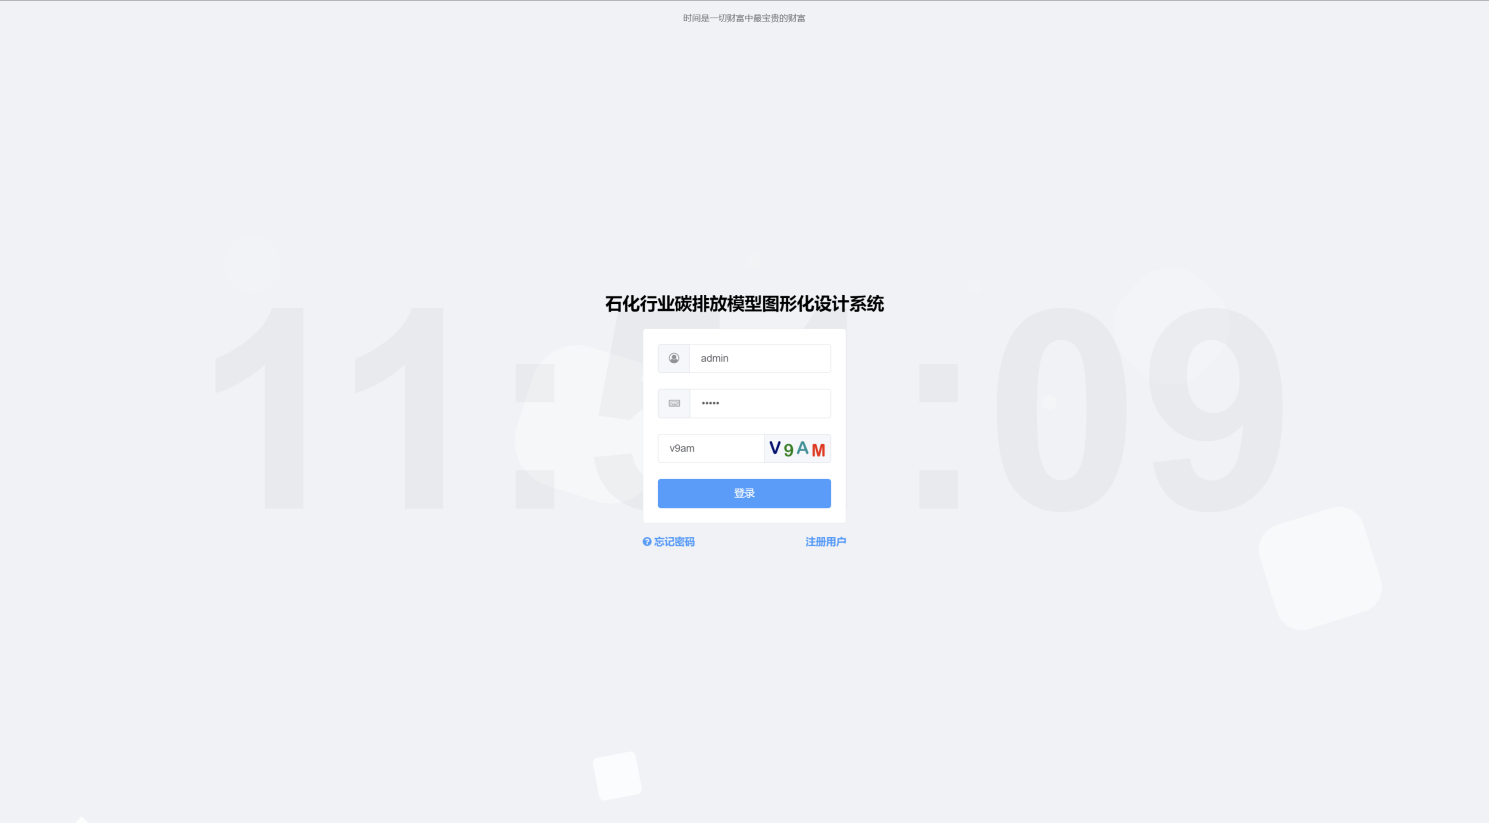 时间是一切财富中最宝贵的财富
石化行业碳排放模型图形化设计系统
admin
•••••
v9am
V9AM
登录
忘记密码
注册用户